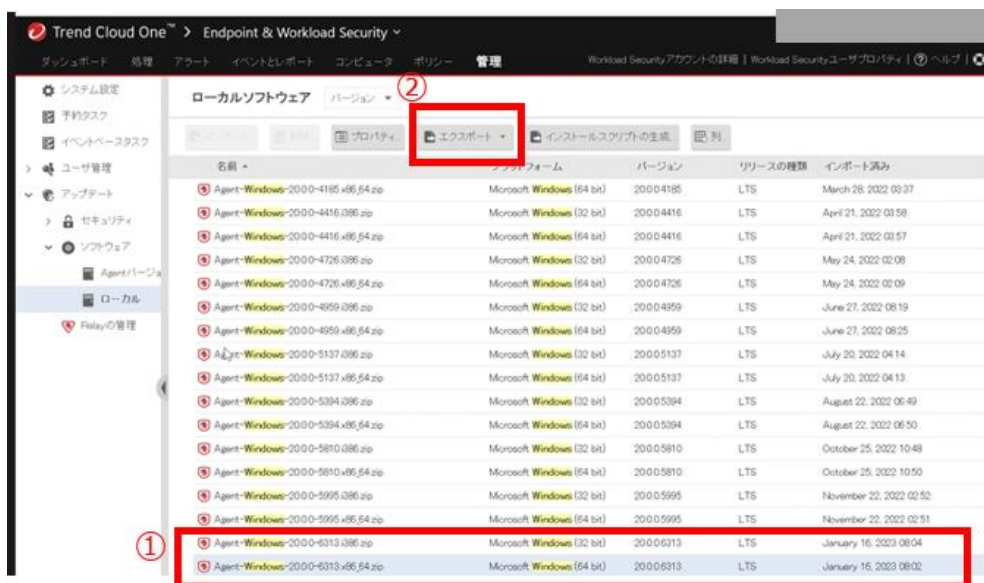 Trend Cloud One™ > Endpoint & Workload Security
ダッシュボード 処理 アラート イベントとレポート コンピュータ ポリシー 管理 Workload Securityアカウントの詳細 | Workload Securityユーザプロパティ | ヘルプ |
システム設定
予約タスク
イベントベースタスク
ユーザ管理
アップデート
セキュリティ
ソフトウェア
Agentバージョ
ローカル
Relayの管理
ローカルソフトウェア バージョン
②
プロパティ... エクスポート インストールスクリプトの生成... 列...
名前 プラットフォーム バージョン リリースの種類 インポート済み
Agent-Windows-20.0.0-4185.x86_64.zip Microsoft Windows (64 bit) 20.0.0.4185 LTS March 28, 2022 03:37
Agent-Windows-20.0.0-4416.i386.zip Microsoft Windows (32 bit) 20.0.0.4416 LTS April 21, 2022 03:58
Agent-Windows-20.0.0-4416.x86_64.zip Microsoft Windows (64 bit) 20.0.0.4416 LTS April 21, 2022 03:57
Agent-Windows-20.0.0-4726.i386.zip Microsoft Windows (32 bit) 20.0.0.4726 LTS May 24, 2022 02:08
Agent-Windows-20.0.0-4726.x86_64.zip Microsoft Windows (64 bit) 20.0.0.4726 LTS May 24, 2022 02:09
Agent-Windows-20.0.0-4959.i386.zip Microsoft Windows (32 bit) 20.0.0.4959 LTS June 27, 2022 08:19
Agent-Windows-20.0.0-4959.x86_64.zip Microsoft Windows (64 bit) 20.0.0.4959 LTS June 27, 2022 08:25
Agent-Windows-20.0.0-5137.i386.zip Microsoft Windows (32 bit) 20.0.0.5137 LTS July 20, 2022 04:14
Agent-Windows-20.0.0-5137.x86_64.zip Microsoft Windows (64 bit) 20.0.0.5137 LTS July 20, 2022 04:13
Agent-Windows-20.0.0-5394.i386.zip Microsoft Windows (32 bit) 20.0.0.5394 LTS August 22, 2022 06:49
Agent-Windows-20.0.0-5394.x86_64.zip Microsoft Windows (64 bit) 20.0.0.5394 LTS August 22, 2022 06:50
Agent-Windows-20.0.0-5810.i386.zip Microsoft Windows (32 bit) 20.0.0.5810 LTS October 25, 2022 10:48
Agent-Windows-20.0.0-5810.x86_64.zip Microsoft Windows (64 bit) 20.0.0.5810 LTS October 25, 2022 10:50
Agent-Windows-20.0.0-5995.i386.zip Microsoft Windows (32 bit) 20.0.0.5995 LTS November 22, 2022 02:52
Agent-Windows-20.0.0-5995.x86_64.zip Microsoft Windows (64 bit) 20.0.0.5995 LTS November 22, 2022 02:51
①
Agent-Windows-20.0.0-6313.i386.zip Microsoft Windows (32 bit) 20.0.0.6313 LTS January 16, 2023 08:04
Agent-Windows-20.0.0-6313.x86_64.zip Microsoft Windows (64 bit) 20.0.0.6313 LTS January 16, 2023 08:02